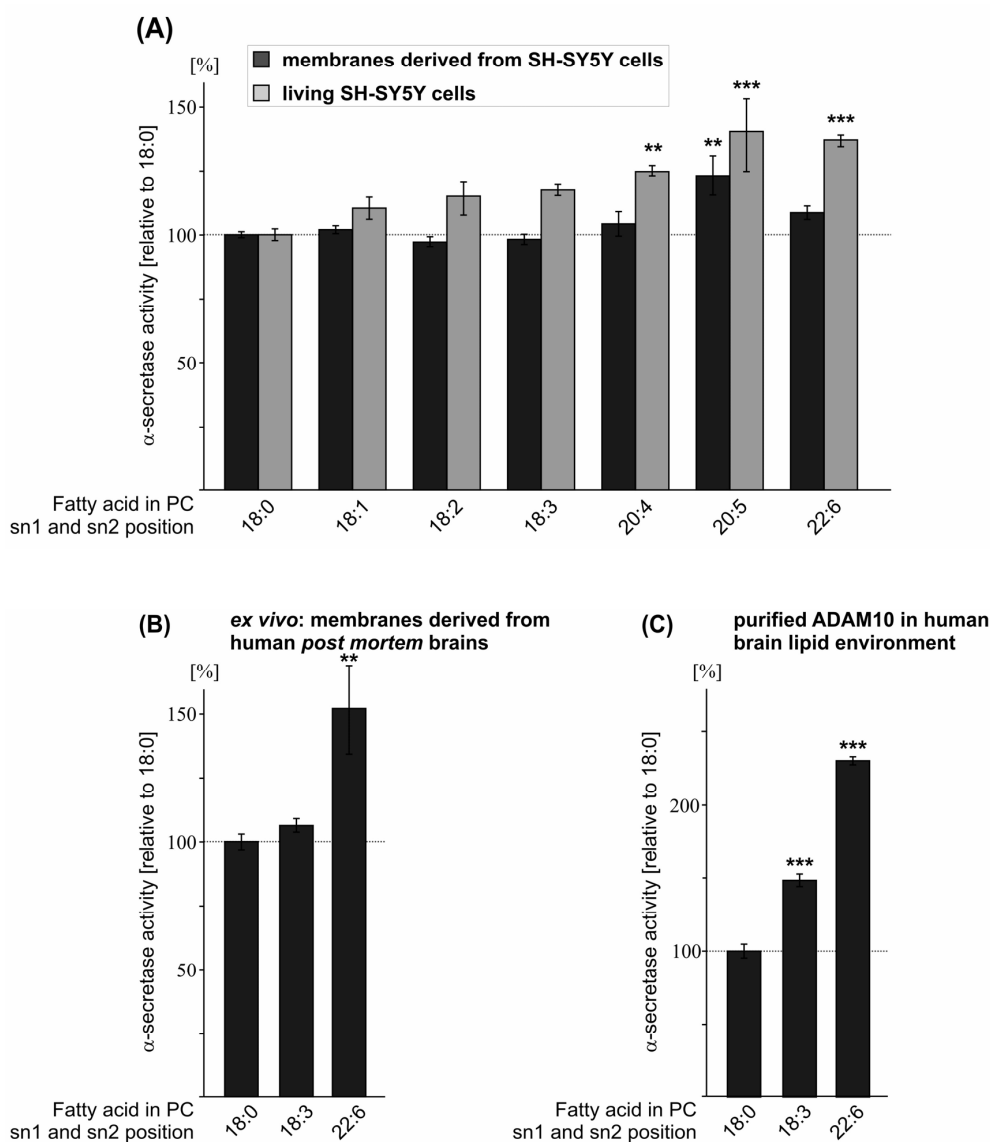 (A)
[%]
membranes derived from SH-SY5Y cells
living SH-SY5Y cells
α-secretase activity [relative to 18:0]
150
100
50
** ** *** ***
Fatty acid in PC
sn1 and sn2 position
18:0 18:1 18:2 18:3 20:4 20:5 22:6
(B)
ex vivo: membranes derived from
human post mortem brains
[%]
α-secretase activity [relative to 18:0]
150
100
50
**
Fatty acid in PC
sn1 and sn2 position
18:0 18:3 22:6
(C)
purified ADAM10 in human
brain lipid environment
[%]
α-secretase activity [relative to 18:0]
200
100
*** ***
Fatty acid in PC
sn1 and sn2 position
18:0 18:3 22:6